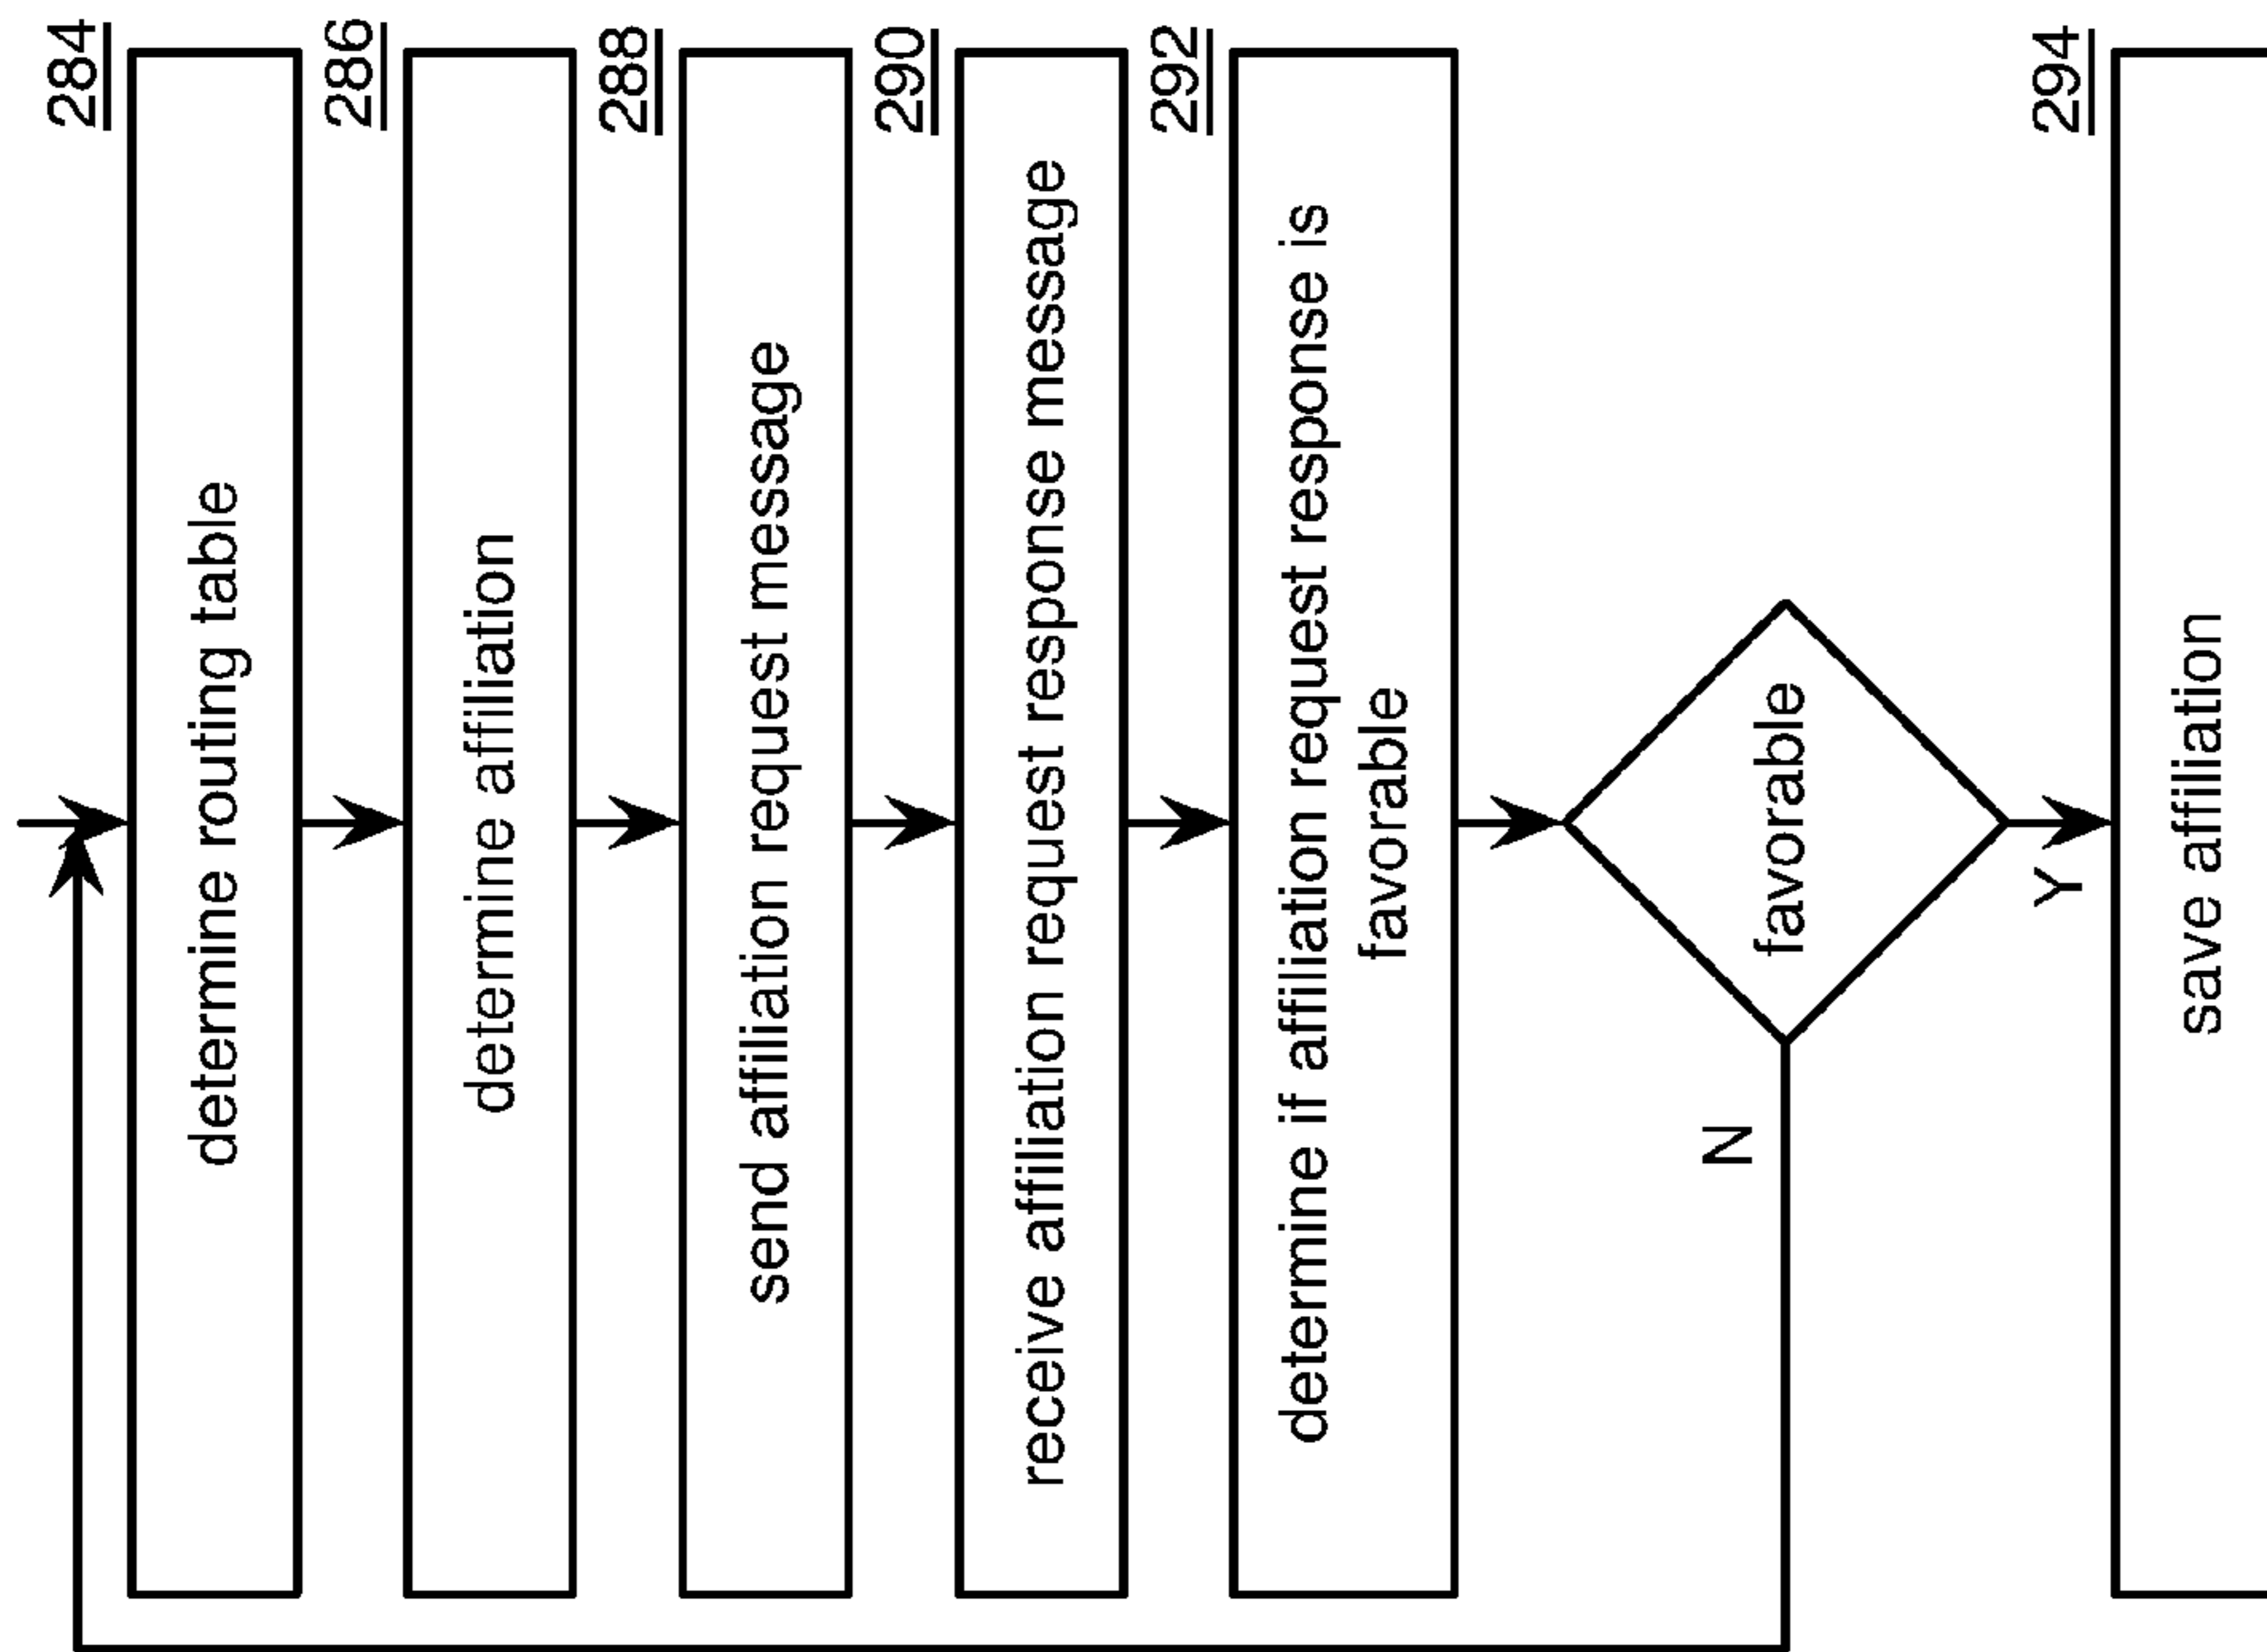 284
determine routing table
286
determine affiliation
288
send affiliation request message
290
receive affiliation request response message
292
determine if affiliation request response is
favorable
favorable
N
Y
294
save affiliation